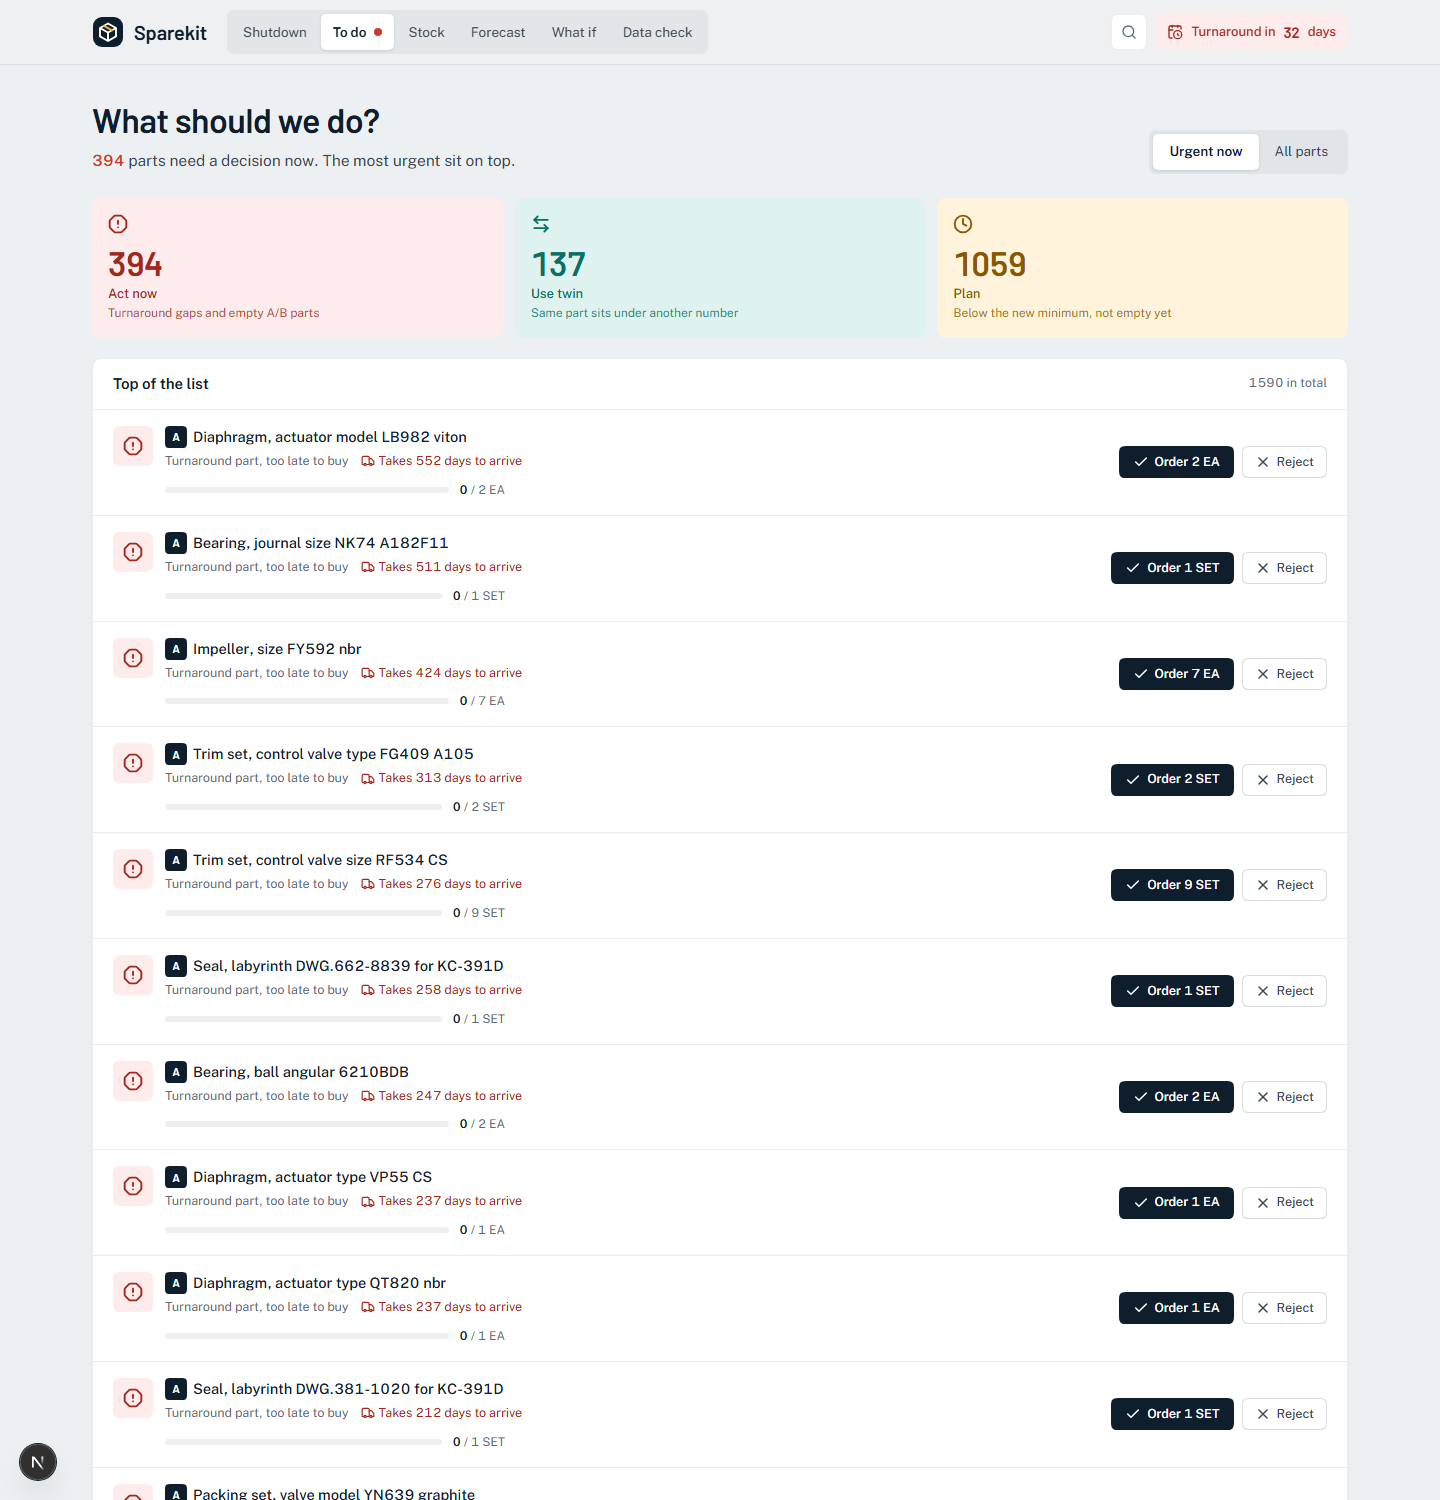 Sparekit
Shutdown
To do
Stock
Forecast
What if
Data check
Turnaround in 32 days
What should we do?
394 parts need a decision now. The most urgent sit on top.
Urgent now
All parts
394
Act now
Turnaround gaps and empty A/B parts
137
Use twin
Same part sits under another number
1059
Plan
Below the new minimum, not empty yet
Top of the list
1590 in total
A Diaphragm, actuator model LB982 viton
Turnaround part, too late to buy Takes 552 days to arrive
0 / 2 EA
Order 2 EA
Reject
A Bearing, journal size NK74 A182F11
Turnaround part, too late to buy Takes 511 days to arrive
0 / 1 SET
Order 1 SET
Reject
A Impeller, size FY592 nbr
Turnaround part, too late to buy Takes 424 days to arrive
0 / 7 EA
Order 7 EA
Reject
A Trim set, control valve type FG409 A105
Turnaround part, too late to buy Takes 313 days to arrive
0 / 2 SET
Order 2 SET
Reject
A Trim set, control valve size RF534 CS
Turnaround part, too late to buy Takes 276 days to arrive
0 / 9 SET
Order 9 SET
Reject
A Seal, labyrinth DWG.662-8839 for KC-391D
Turnaround part, too late to buy Takes 258 days to arrive
0 / 1 SET
Order 1 SET
Reject
A Bearing, ball angular 6210BDB
Turnaround part, too late to buy Takes 247 days to arrive
0 / 2 EA
Order 2 EA
Reject
A Diaphragm, actuator type VP55 CS
Turnaround part, too late to buy Takes 237 days to arrive
0 / 1 EA
Order 1 EA
Reject
A Diaphragm, actuator type QT820 nbr
Turnaround part, too late to buy Takes 237 days to arrive
0 / 1 EA
Order 1 EA
Reject
A Seal, labyrinth DWG.381-1020 for KC-391D
Turnaround part, too late to buy Takes 212 days to arrive
0 / 1 SET
Order 1 SET
Reject
N
A Packing set, valve model YN639 graphite